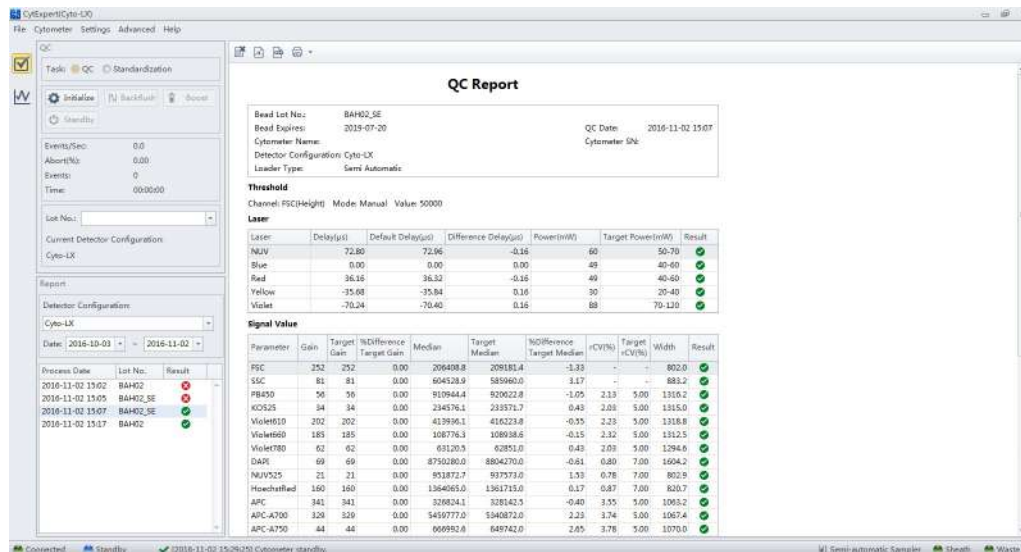 CytExpert(Cyto-LX)
File Cytometer Settings Advanced Help
QC
Task: QC Standardization
Initialize Backflush Boost
Standby
Events/Sec: 0.0
Abort(%): 0.00
Events: 0
Time: 00:00:00
Lot No.:
Current Detector Configuration:
Cyto-LX
Report
Detector Configuration:
Cyto-LX
Date: 2016-10-03 ~ 2016-11-02
Process Date Lot No. Result
2016-11-02 15:02 BAH02
2016-11-02 15:05 BAH02_SE
2016-11-02 15:07 BAH02_SE
2016-11-02 15:17 BAH02
QC Report
Bead Lot No.: BAH02_SE
Bead Expires: 2019-07-20 QC Date: 2016-11-02 15:07
Cytometer Name: Cytometer SN:
Detector Configuration: Cyto-LX
Loader Type: Semi Automatic
Threshold
Channel: FSC(Height) Mode: Manual Value: 50000
Laser
Laser Delay(μs) Default Delay(μs) Difference Delay(μs) Power(mW) Target Power(mW) Result
NUV 72.80 72.96 -0.16 60 50-70
Blue 0.00 0.00 0.00 49 40-60
Red 36.16 36.32 -0.16 49 40-60
Yellow -35.68 -35.84 0.16 30 20-40
Violet -70.24 -70.40 0.16 88 70-120
Signal Value
Parameter Gain Target Gain %Difference Target Gain Median Target Median %Difference Target Median rCV(%) Target rCV(%) Width Result
FSC 252 252 0.00 206408.8 209181.4 -1.33 - - 802.0
SSC 81 81 0.00 604528.9 585960.0 3.17 - - 883.2
PB450 56 56 0.00 910944.4 920622.8 -1.05 2.13 5.00 1316.2
KO525 34 34 0.00 234576.1 233571.7 0.43 2.03 5.00 1315.0
Violet610 202 202 0.00 413936.1 416223.8 -0.55 2.23 5.00 1318.8
Violet660 185 185 0.00 108776.3 108938.6 -0.15 2.32 5.00 1312.5
Violet780 62 62 0.00 63120.5 62851.0 0.43 2.03 5.00 1294.6
DAPI 69 69 0.00 8750280.0 8804270.0 -0.61 0.80 7.00 1604.2
NUV525 21 21 0.00 951872.7 937573.0 1.53 0.78 7.00 802.9
HoechstRed 160 160 0.00 1364065.0 1361715.0 0.17 0.87 7.00 820.7
APC 341 341 0.00 326824.1 328142.5 -0.40 3.55 5.00 1063.2
APC-A700 329 329 0.00 5459777.0 5340872.0 2.23 3.74 5.00 1067.4
APC-A750 44 44 0.00 666992.6 649742.0 2.65 3.78 5.00 1070.0
Connected Standby [2016-11-02 15:29:25] Cytometer standby. Semi-automatic Sampler Sheath Waste